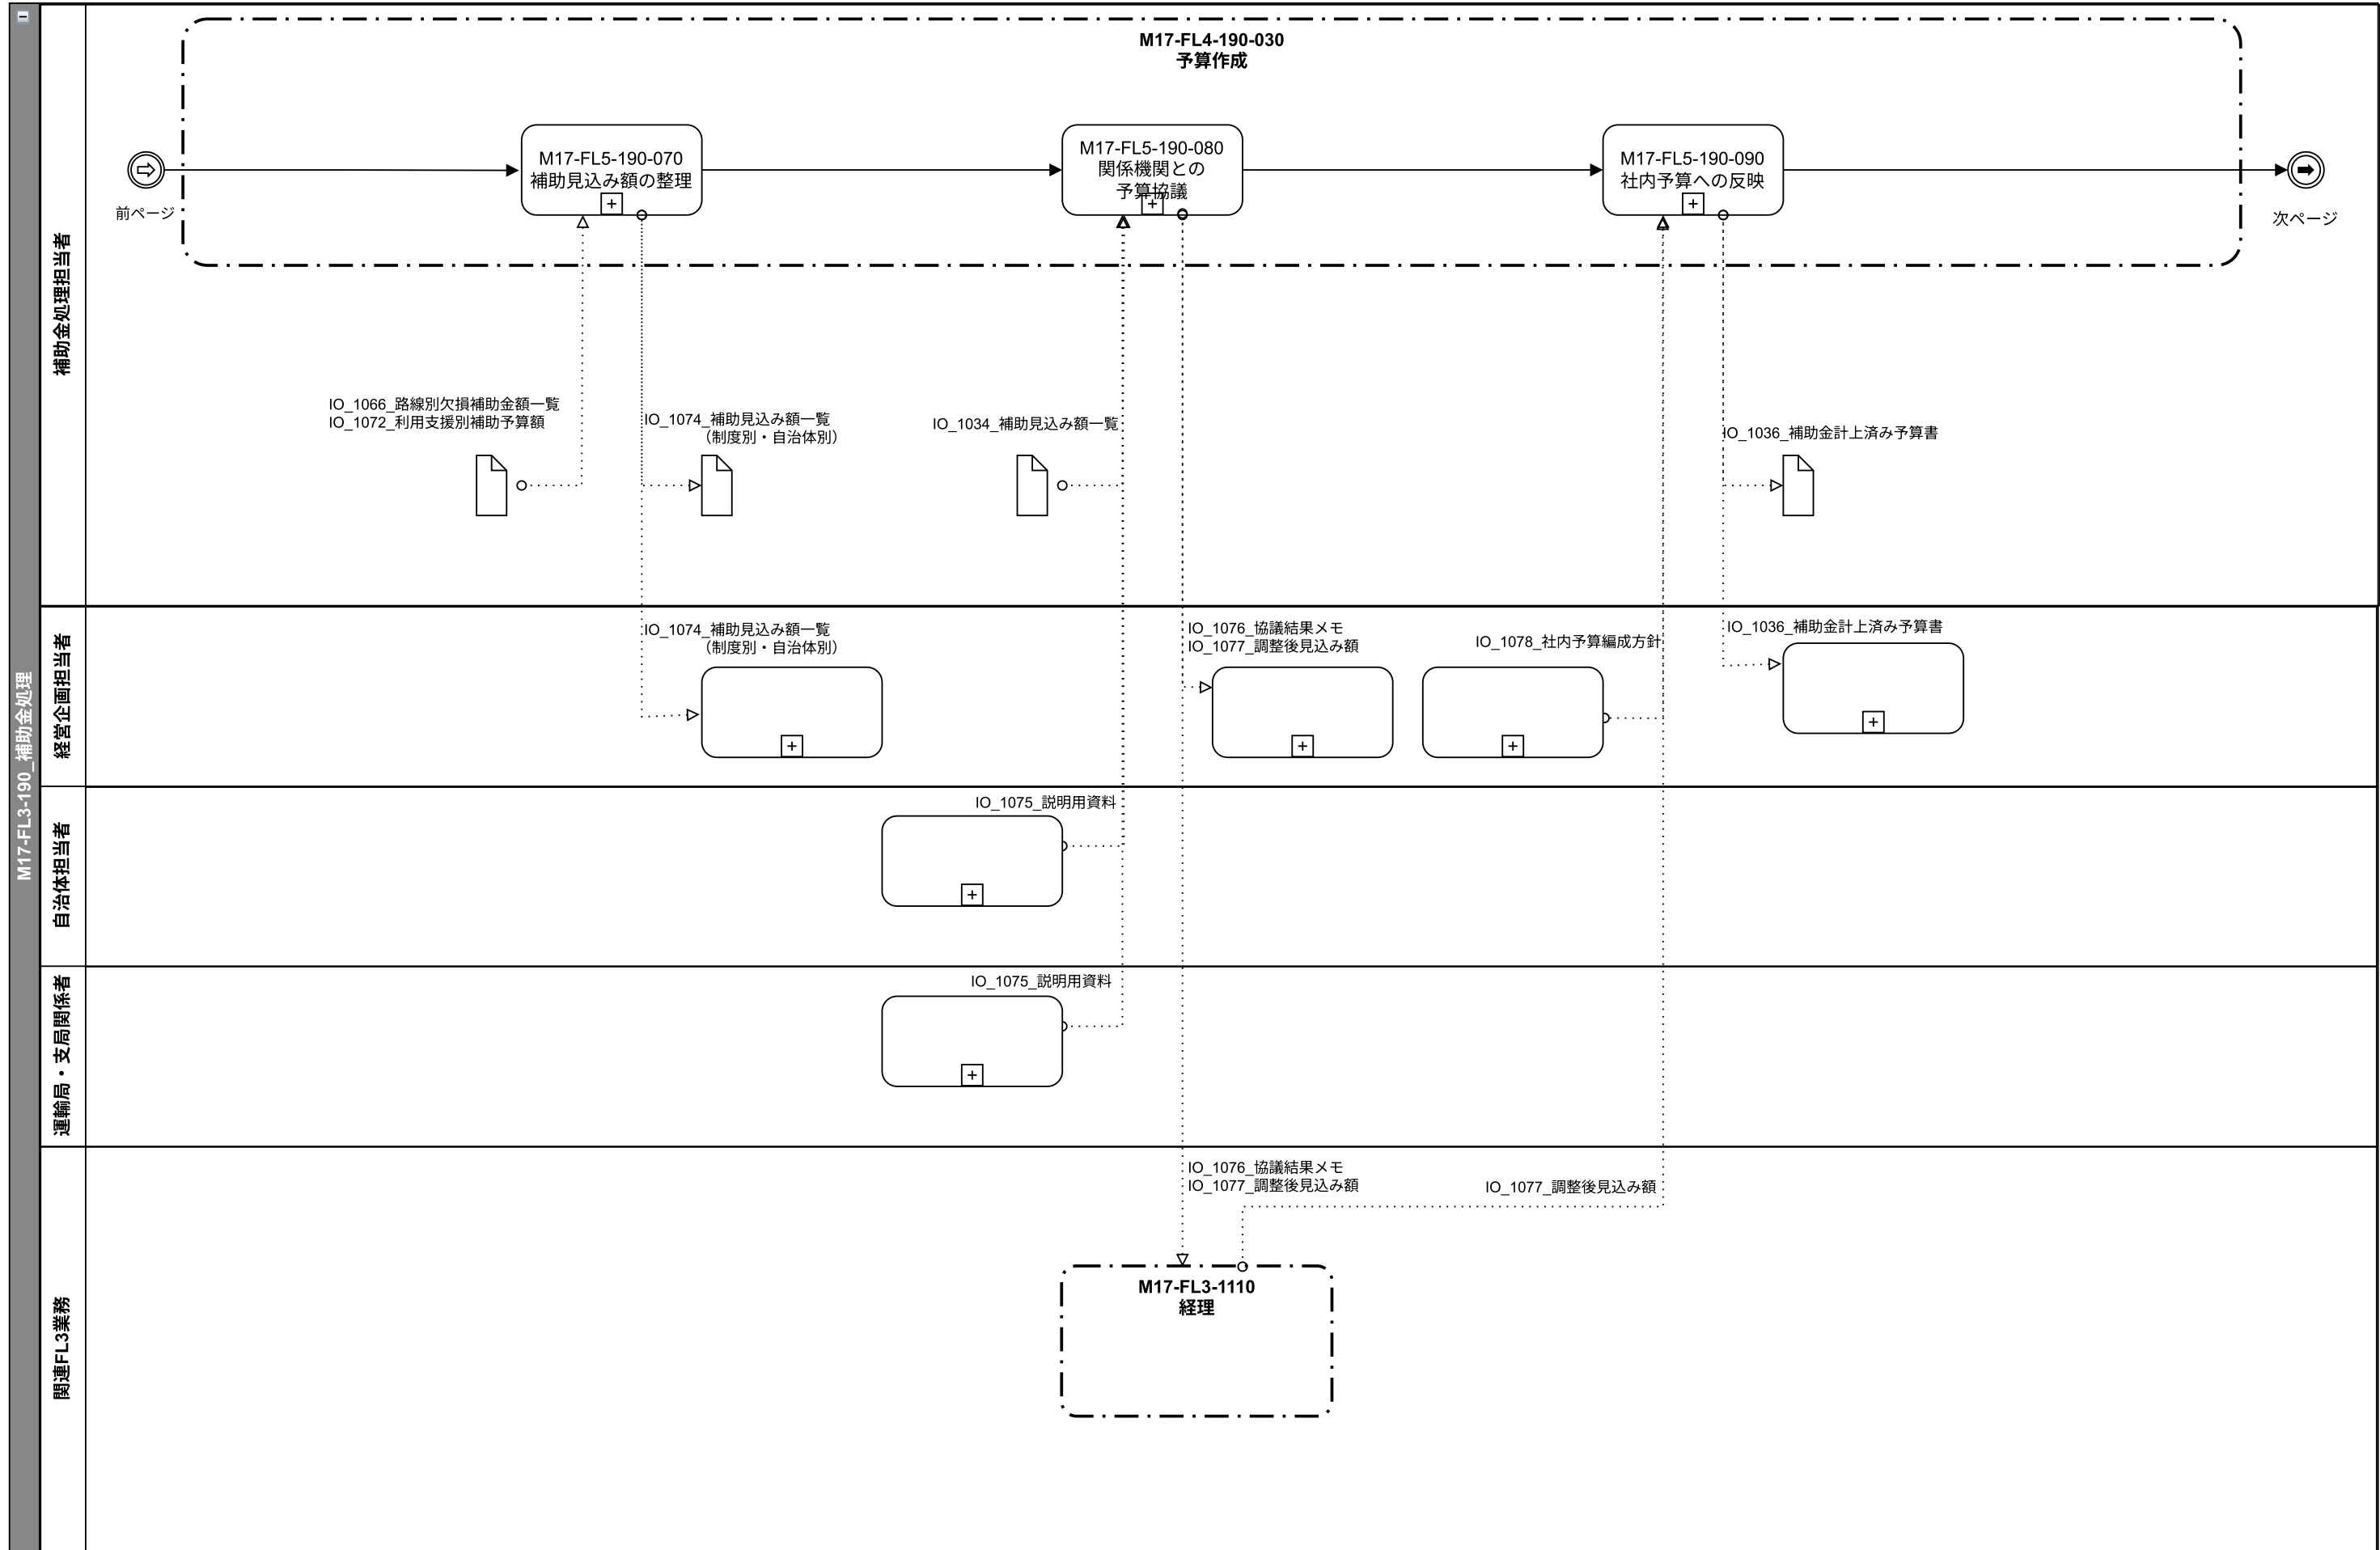 M17-FL3-190_補助金処理
補助金処理担当者
M17-FL4-190-030
予算作成
前ページ
M17-FL5-190-070
補助見込み額の整理
M17-FL5-190-080
関係機関との
予算協議
M17-FL5-190-090
社内予算への反映
次ページ
IO_1066_路線別欠損補助金額一覧
IO_1072_利用支援別補助予算額
IO_1074_補助見込み額一覧
（制度別・自治体別）
IO_1034_補助見込み額一覧
IO_1036_補助金計上済み予算書
経営企画担当者
IO_1074_補助見込み額一覧
（制度別・自治体別）
IO_1076_協議結果メモ
IO_1077_調整後見込み額
IO_1078_社内予算編成方針
IO_1036_補助金計上済み予算書
自治体担当者
IO_1075_説明用資料
運輸局・支局関係者
IO_1075_説明用資料
関連FL3業務
IO_1076_協議結果メモ
IO_1077_調整後見込み額
IO_1077_調整後見込み額
M17-FL3-1110
経理